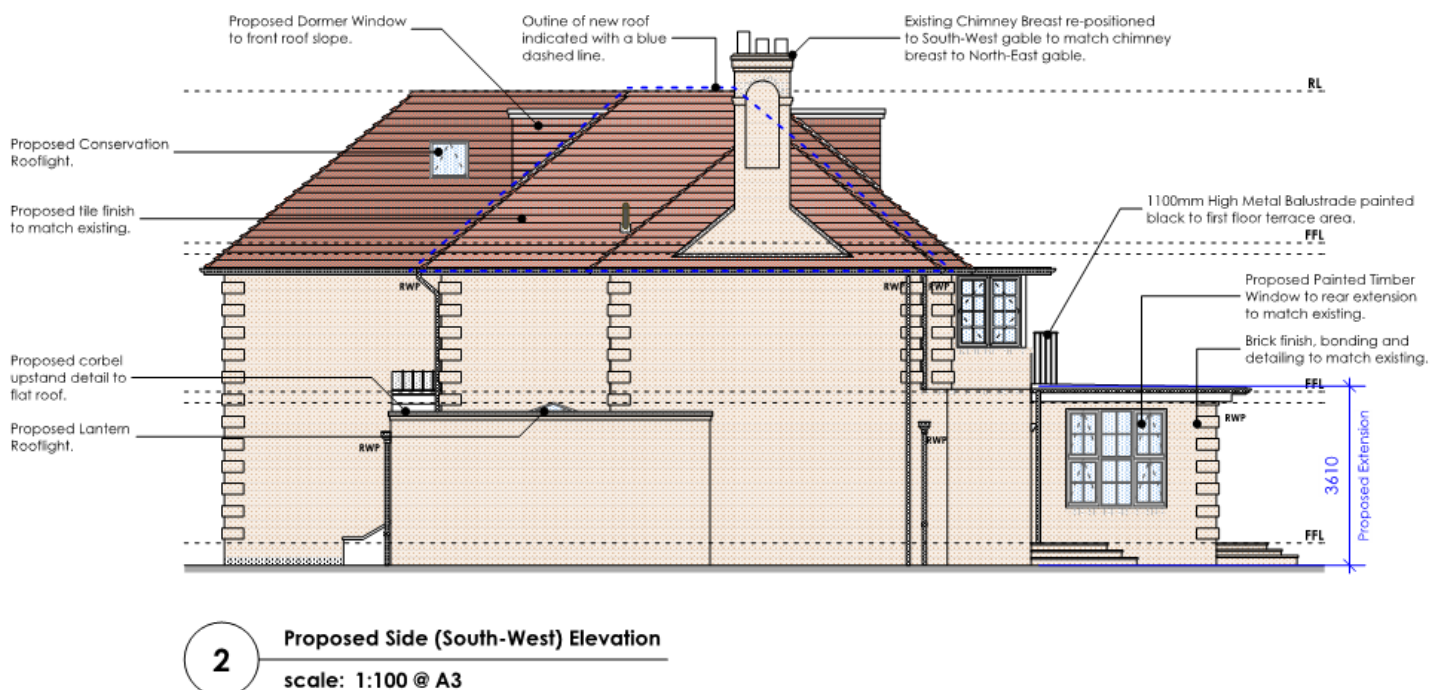 Proposed Dormer Window
to front roof slope.
Outine of new roof
indicated with a blue
dashed line.
Existing Chimney Breast re-positioned
to South-West gable to match chimney
breast to North-East gable.
RL
Proposed Conservation
Rooflight.
Proposed tile finish
to match existing.
1100mm High Metal Balustrade painted
black to first floor terrace area.
FFL
RWP
RWP
RWP
Proposed Painted Timber
Window to rear extension
to match existing.
Brick finish, bonding and
detailing to match existing.
Proposed corbel
upstand detail to
flat roof.
FFL
Proposed Lantern
Rooflight.
RWP
RWP
RWP
3610
Proposed Extension
FFL
2
Proposed Side (South-West) Elevation
scale: 1:100 @ A3